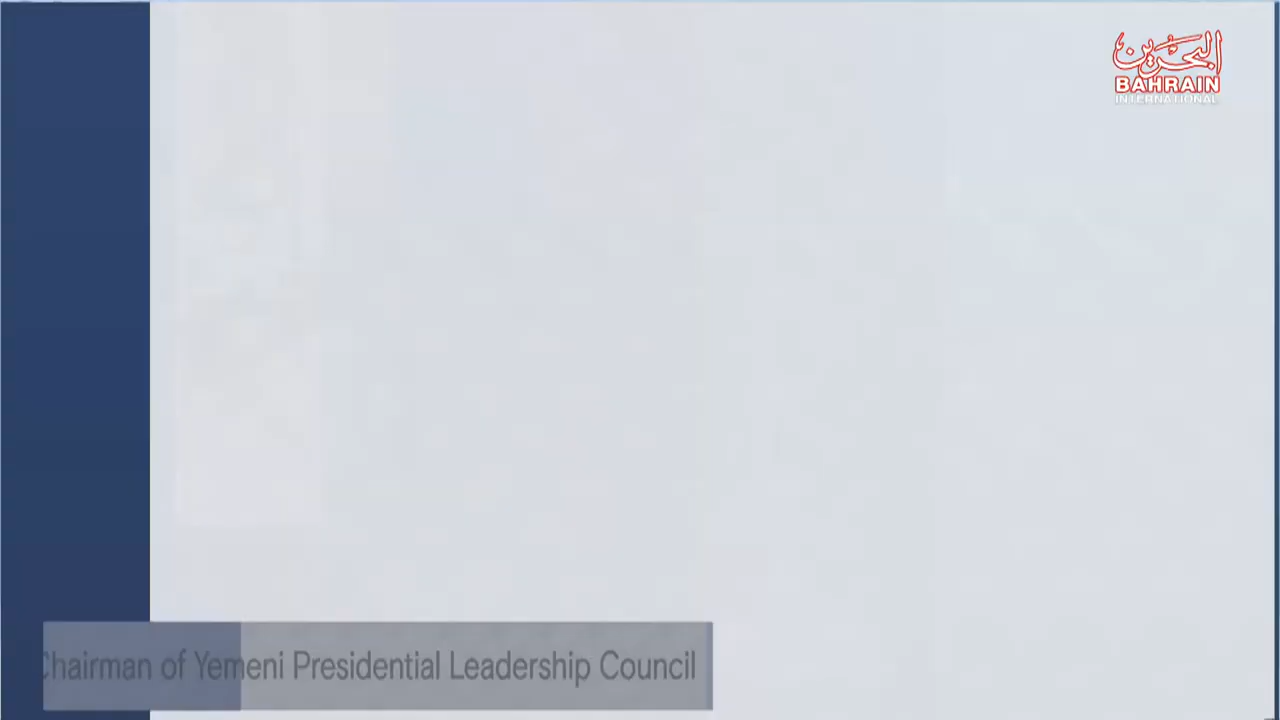 البحرين
BAHRAIN
INTERNATIONAL
Chairman of Yemeni Presidential Leadership Council